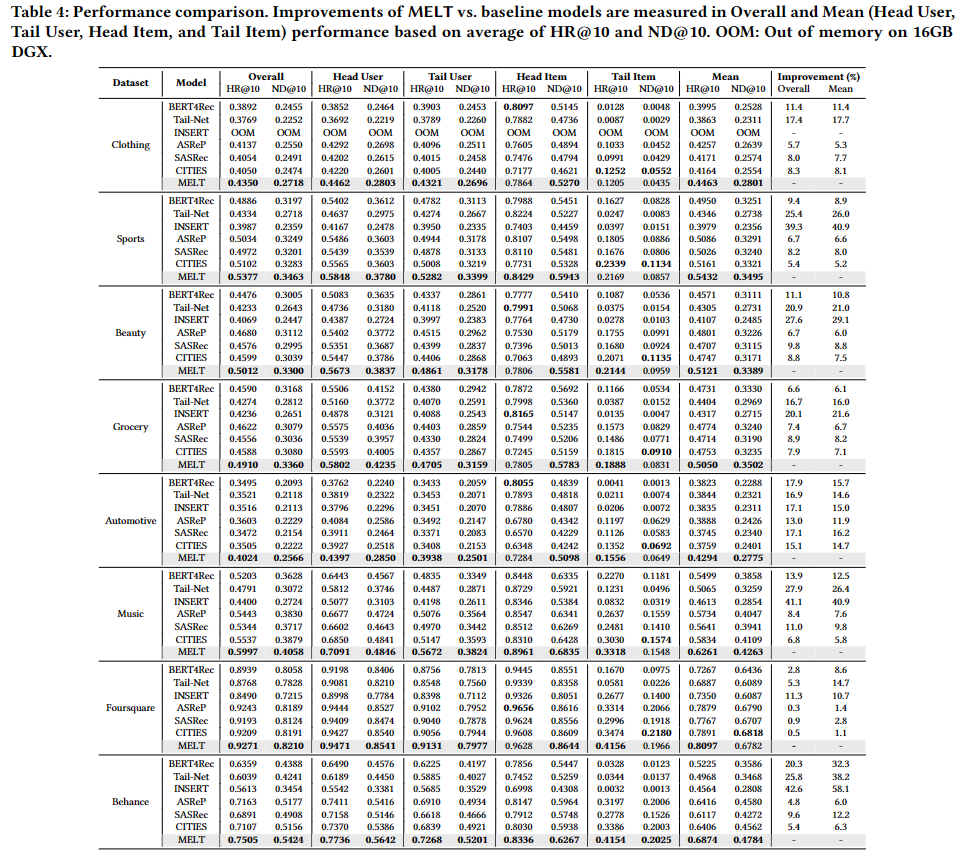 Table 4: Performance comparison. Improvements of MELT vs. baseline models are measured in Overall and Mean (Head User,
Tail User, Head Item, and Tail Item) performance based on average of HR@10 and ND@10. OOM: Out of memory on 16GB
DGX.
Dataset Model Overall Head User Tail User Head Item Tail Item Mean Improvement (%)
HR@10 ND@10 HR@10 ND@10 HR@10 ND@10 HR@10 ND@10 HR@10 ND@10 HR@10 ND@10 Overall Mean
Clothing
BERT4Rec 0.3892 0.2455 0.3852 0.2464 0.3903 0.2453 0.8097 0.5145 0.0128 0.0048 0.3995 0.2528 11.4 11.4
Tail-Net 0.3769 0.2252 0.3692 0.2219 0.3789 0.2260 0.7882 0.4736 0.0087 0.0029 0.3863 0.2311 17.4 17.7
INSERT OOM OOM OOM OOM OOM OOM OOM OOM OOM OOM OOM OOM - -
ASReP 0.4137 0.2550 0.4292 0.2698 0.4096 0.2511 0.7605 0.4894 0.1033 0.0452 0.4257 0.2639 5.7 5.3
SASRec 0.4054 0.2491 0.4202 0.2615 0.4015 0.2458 0.7476 0.4794 0.0991 0.0429 0.4171 0.2574 8.0 7.7
CITIES 0.4050 0.2474 0.4220 0.2601 0.4005 0.2440 0.7177 0.4621 0.1252 0.0552 0.4164 0.2554 8.3 8.1
MELT 0.4350 0.2718 0.4462 0.2803 0.4321 0.2696 0.7864 0.5270 0.1205 0.0435 0.4463 0.2801 - -
Sports
BERT4Rec 0.4886 0.3197 0.5402 0.3612 0.4782 0.3113 0.7988 0.5451 0.1627 0.0828 0.4950 0.3251 9.4 8.9
Tail-Net 0.4334 0.2718 0.4637 0.2975 0.4274 0.2667 0.8224 0.5227 0.0247 0.0083 0.4346 0.2738 25.4 26.0
INSERT 0.3987 0.2359 0.4167 0.2478 0.3950 0.2335 0.7403 0.4459 0.0397 0.0151 0.3979 0.2356 39.3 40.9
ASReP 0.5034 0.3249 0.5486 0.3603 0.4944 0.3178 0.8107 0.5498 0.1805 0.0886 0.5086 0.3291 6.7 6.6
SASRec 0.4972 0.3201 0.5439 0.3539 0.4878 0.3133 0.8110 0.5481 0.1676 0.0806 0.5026 0.3240 8.2 8.0
CITIES 0.5102 0.3283 0.5565 0.3603 0.5008 0.3219 0.7731 0.5328 0.2339 0.1134 0.5161 0.3321 5.4 5.2
MELT 0.5377 0.3463 0.5848 0.3780 0.5282 0.3399 0.8429 0.5943 0.2169 0.0857 0.5432 0.3495 - -
Beauty
BERT4Rec 0.4476 0.3005 0.5083 0.3635 0.4337 0.2861 0.7777 0.5410 0.1087 0.0536 0.4571 0.3111 11.1 10.8
Tail-Net 0.4233 0.2643 0.4736 0.3180 0.4118 0.2520 0.7991 0.5068 0.0375 0.0154 0.4305 0.2731 20.9 21.0
INSERT 0.4069 0.2447 0.4387 0.2724 0.3997 0.2383 0.7764 0.4730 0.0278 0.0103 0.4107 0.2485 27.6 29.1
ASReP 0.4680 0.3112 0.5402 0.3772 0.4515 0.2962 0.7530 0.5179 0.1755 0.0991 0.4801 0.3226 6.7 6.0
SASRec 0.4576 0.2995 0.5351 0.3687 0.4399 0.2837 0.7396 0.5013 0.1680 0.0924 0.4707 0.3115 9.8 8.8
CITIES 0.4599 0.3039 0.5447 0.3786 0.4406 0.2868 0.7063 0.4893 0.2071 0.1135 0.4747 0.3171 8.8 7.5
MELT 0.5012 0.3300 0.5673 0.3837 0.4861 0.3178 0.7806 0.5581 0.2144 0.0959 0.5121 0.3389 - -
Grocery
BERT4Rec 0.4590 0.3168 0.5506 0.4152 0.4380 0.2942 0.7872 0.5692 0.1166 0.0534 0.4731 0.3330 6.6 6.1
Tail-Net 0.4274 0.2812 0.5160 0.3772 0.4070 0.2591 0.7998 0.5360 0.0387 0.0152 0.4404 0.2969 16.7 16.0
INSERT 0.4236 0.2651 0.4878 0.3121 0.4088 0.2543 0.8165 0.5147 0.0135 0.0047 0.4317 0.2715 20.1 21.6
ASReP 0.4622 0.3079 0.5575 0.4036 0.4403 0.2859 0.7544 0.5235 0.1573 0.0829 0.4774 0.3240 7.4 6.7
SASRec 0.4556 0.3036 0.5539 0.3957 0.4330 0.2824 0.7499 0.5206 0.1486 0.0771 0.4714 0.3190 8.9 8.2
CITIES 0.4588 0.3080 0.5593 0.4005 0.4357 0.2867 0.7245 0.5159 0.1815 0.0910 0.4753 0.3235 7.9 7.1
MELT 0.4910 0.3360 0.5802 0.4235 0.4705 0.3159 0.7805 0.5783 0.1888 0.0831 0.5050 0.3502 - -
Automotive
BERT4Rec 0.3495 0.2093 0.3762 0.2240 0.3433 0.2059 0.8055 0.4839 0.0041 0.0013 0.3823 0.2288 17.9 15.7
Tail-Net 0.3521 0.2118 0.3819 0.2322 0.3453 0.2071 0.7893 0.4818 0.0211 0.0074 0.3844 0.2321 16.9 14.6
INSERT 0.3516 0.2113 0.3796 0.2296 0.3451 0.2070 0.7886 0.4807 0.0206 0.0072 0.3835 0.2311 17.1 15.0
ASReP 0.3603 0.2229 0.4084 0.2586 0.3492 0.2147 0.6780 0.4342 0.1197 0.0629 0.3888 0.2426 13.0 11.9
SASRec 0.3472 0.2154 0.3911 0.2464 0.3371 0.2083 0.6570 0.4229 0.1126 0.0583 0.3745 0.2340 17.1 16.2
CITIES 0.3505 0.2222 0.3927 0.2518 0.3408 0.2153 0.6348 0.4242 0.1352 0.0692 0.3759 0.2401 15.1 14.7
MELT 0.4024 0.2566 0.4397 0.2850 0.3938 0.2501 0.7284 0.5098 0.1556 0.0649 0.4294 0.2775 - -
Music
BERT4Rec 0.5203 0.3628 0.6443 0.4567 0.4835 0.3349 0.8448 0.6335 0.2270 0.1181 0.5499 0.3858 13.9 12.5
Tail-Net 0.4791 0.3072 0.5812 0.3746 0.4487 0.2871 0.8729 0.5921 0.1231 0.0496 0.5065 0.3259 27.9 26.4
INSERT 0.4400 0.2724 0.5077 0.3103 0.4198 0.2611 0.8346 0.5384 0.0832 0.0319 0.4613 0.2854 41.1 40.9
ASReP 0.5443 0.3830 0.6677 0.4724 0.5076 0.3564 0.8547 0.6341 0.2637 0.1559 0.5734 0.4047 8.4 7.6
SASRec 0.5344 0.3717 0.6602 0.4643 0.4970 0.3442 0.8512 0.6269 0.2481 0.1410 0.5641 0.3941 11.0 9.8
CITIES 0.5537 0.3879 0.6850 0.4841 0.5147 0.3593 0.8310 0.6428 0.3030 0.1574 0.5834 0.4109 6.8 5.8
MELT 0.5997 0.4058 0.7091 0.4846 0.5672 0.3824 0.8961 0.6835 0.3318 0.1548 0.6261 0.4263 - -
Foursquare
BERT4Rec 0.8939 0.8058 0.9198 0.8406 0.8756 0.7813 0.9445 0.8551 0.1670 0.0975 0.7267 0.6436 2.8 8.6
Tail-Net 0.8768 0.7828 0.9081 0.8210 0.8548 0.7560 0.9339 0.8358 0.0581 0.0226 0.6887 0.6089 5.3 14.7
INSERT 0.8490 0.7215 0.8998 0.7784 0.8398 0.7112 0.9326 0.8051 0.2677 0.1400 0.7350 0.6087 11.3 10.7
ASReP 0.9243 0.8189 0.9444 0.8527 0.9102 0.7952 0.9656 0.8616 0.3314 0.2066 0.7879 0.6790 0.3 1.4
SASRec 0.9193 0.8124 0.9409 0.8474 0.9040 0.7878 0.9624 0.8556 0.2996 0.1918 0.7767 0.6707 0.9 2.8
CITIES 0.9209 0.8191 0.9427 0.8540 0.9056 0.7944 0.9608 0.8609 0.3474 0.2180 0.7891 0.6818 0.5 1.1
MELT 0.9271 0.8210 0.9471 0.8541 0.9131 0.7977 0.9628 0.8644 0.4156 0.1966 0.8097 0.6782 - -
Behance
BERT4Rec 0.6359 0.4388 0.6490 0.4576 0.6225 0.4197 0.7856 0.5447 0.0328 0.0123 0.5225 0.3586 20.3 32.3
Tail-Net 0.6039 0.4241 0.6189 0.4450 0.5885 0.4027 0.7452 0.5259 0.0344 0.0137 0.4968 0.3468 25.8 38.2
INSERT 0.5613 0.3454 0.5542 0.3381 0.5685 0.3529 0.6998 0.4308 0.0032 0.0013 0.4564 0.2808 42.6 58.1
ASReP 0.7163 0.5177 0.7411 0.5416 0.6910 0.4934 0.8147 0.5964 0.3197 0.2006 0.6416 0.4580 4.8 6.0
SASRec 0.6891 0.4908 0.7158 0.5146 0.6618 0.4666 0.7912 0.5748 0.2778 0.1526 0.6117 0.4272 9.6 12.2
CITIES 0.7107 0.5156 0.7370 0.5386 0.6839 0.4921 0.8030 0.5938 0.3386 0.2003 0.6406 0.4562 5.4 6.3
MELT 0.7505 0.5424 0.7736 0.5642 0.7268 0.5201 0.8336 0.6267 0.4154 0.2025 0.6874 0.4784 - -